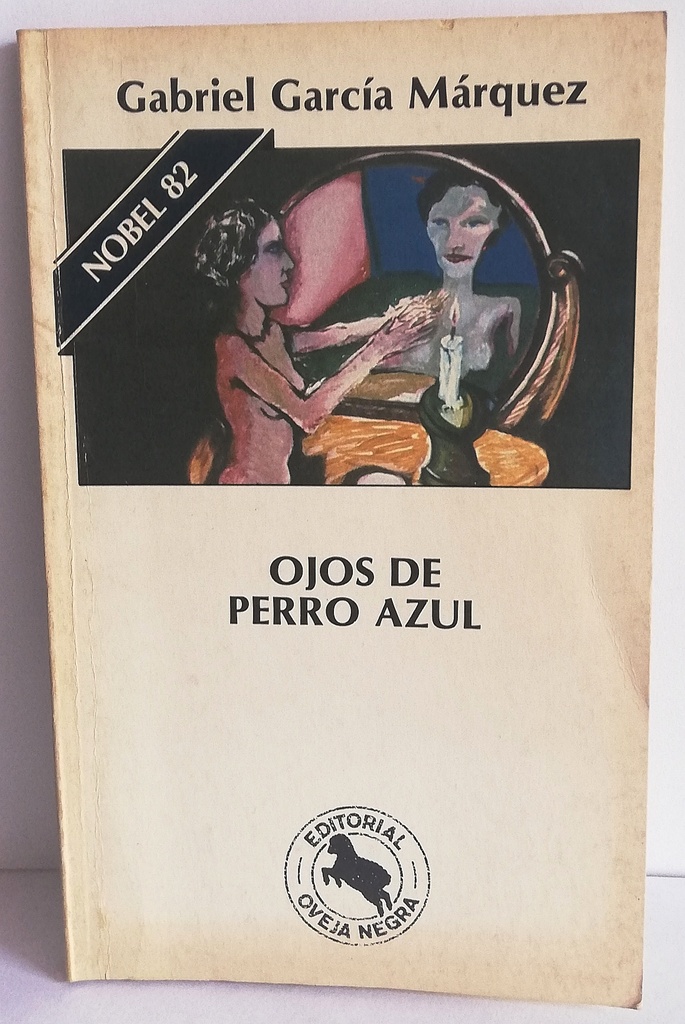 Gabriel García Márquez
NOBEL 82
OJOS DE
PERRO AZUL
EDITORIAL
OVEJA NEGRA